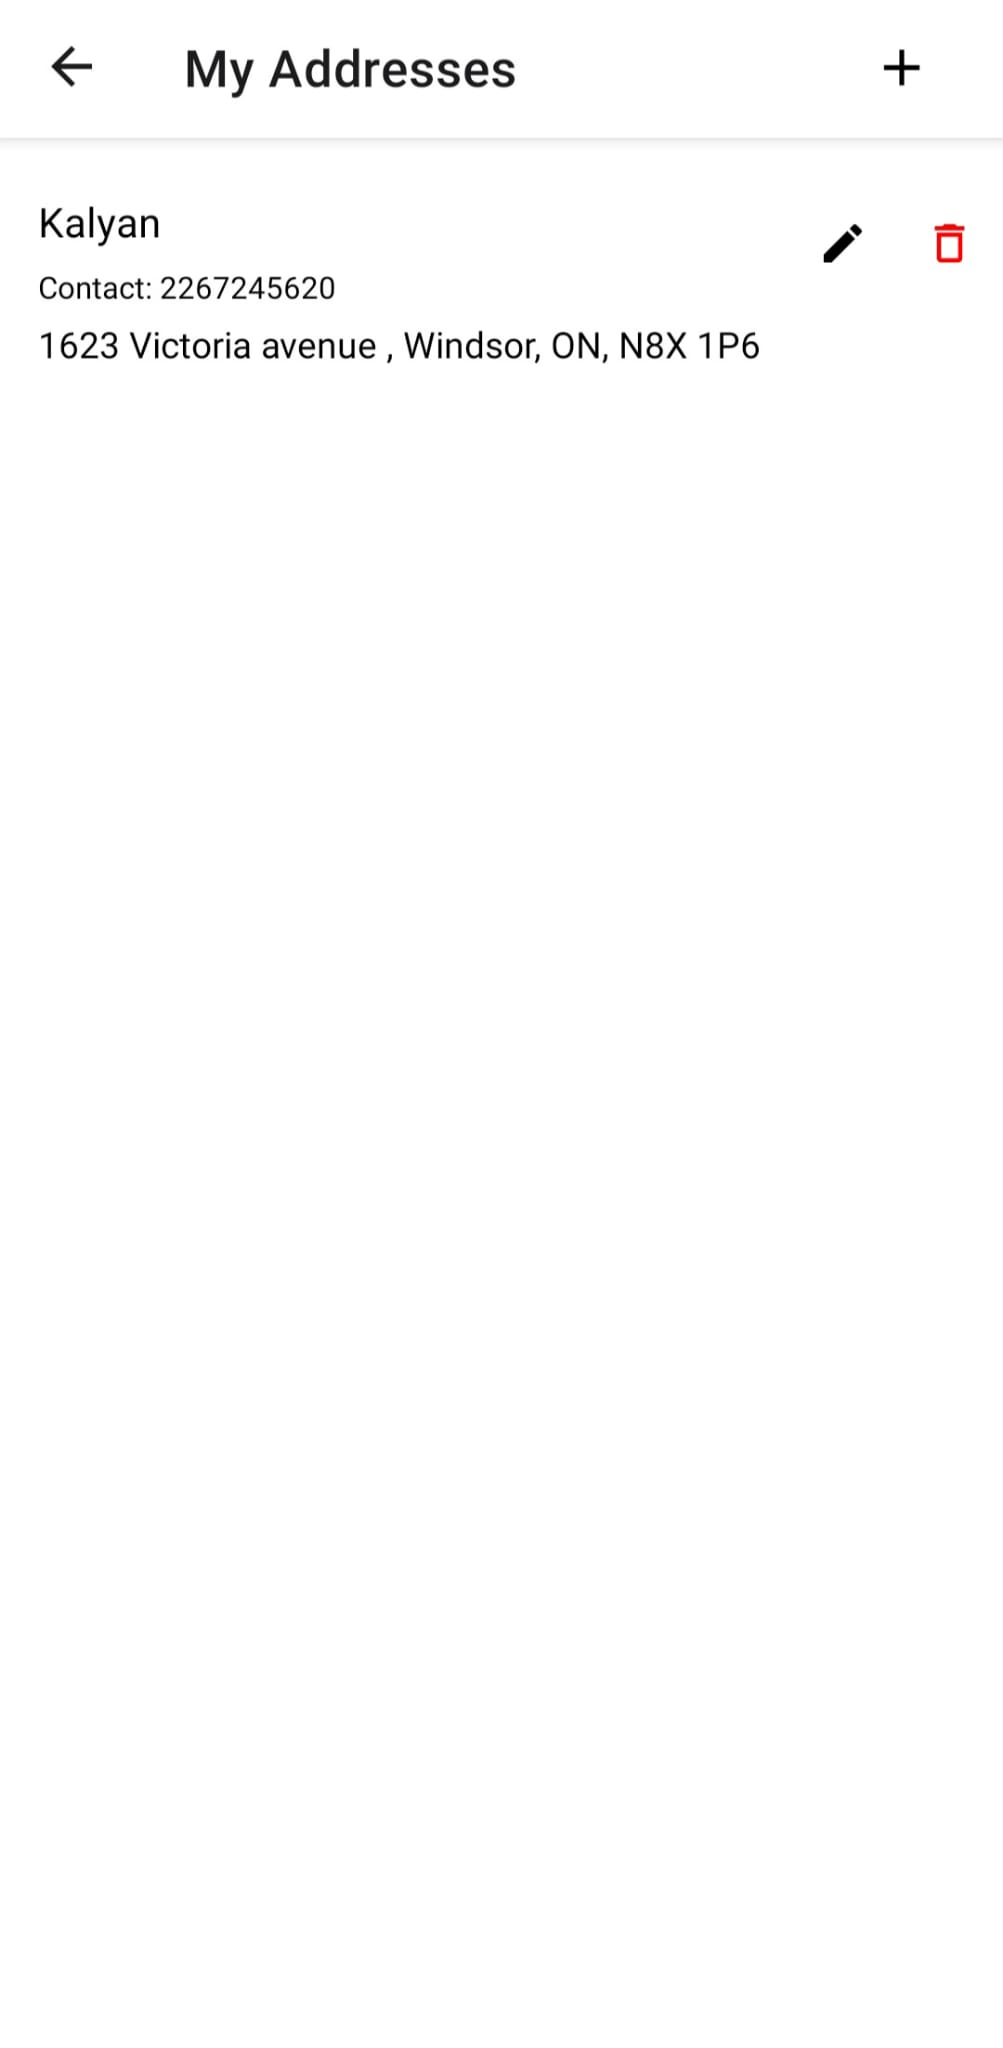 My Addresses
Kalyan
Contact: 2267245620
1623 Victoria avenue , Windsor, ON, N8X 1P6